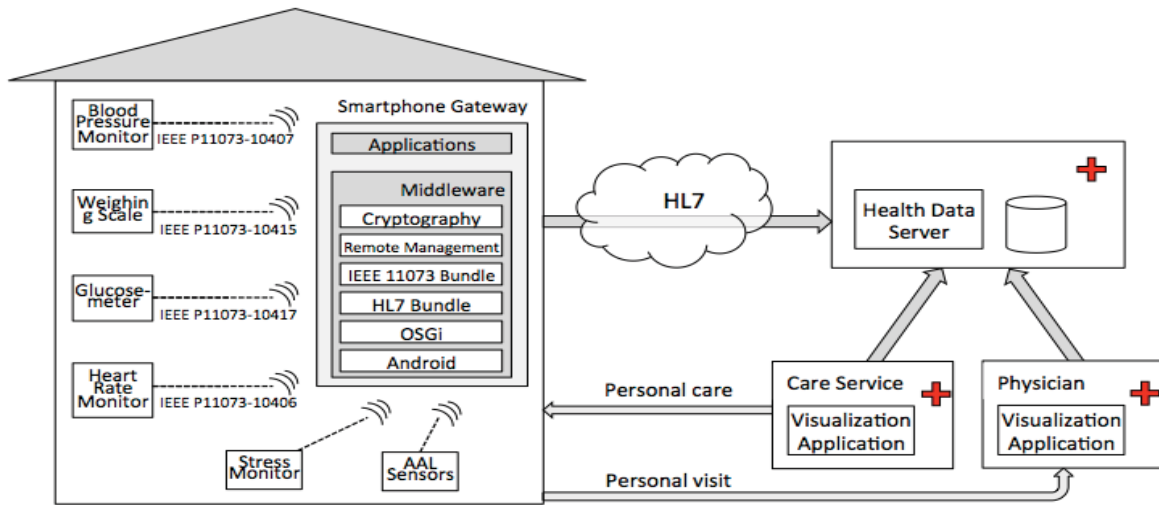 Blood
Pressure
Monitor
IEEE P11073-10407
Weighin
g Scale
IEEE P11073-10415
Glucose-
meter
IEEE P11073-10417
Heart
Rate
Monitor
IEEE P11073-10406
Stress
Monitor
AAL
Sensors
Smartphone Gateway
Applications
Middleware
Cryptography
Remote Management
IEEE 11073 Bundle
HL7 Bundle
OSGi
Android
HL7
Health Data
Server
Care Service
Visualization
Application
Physician
Visualization
Application
Personal care
Personal visit